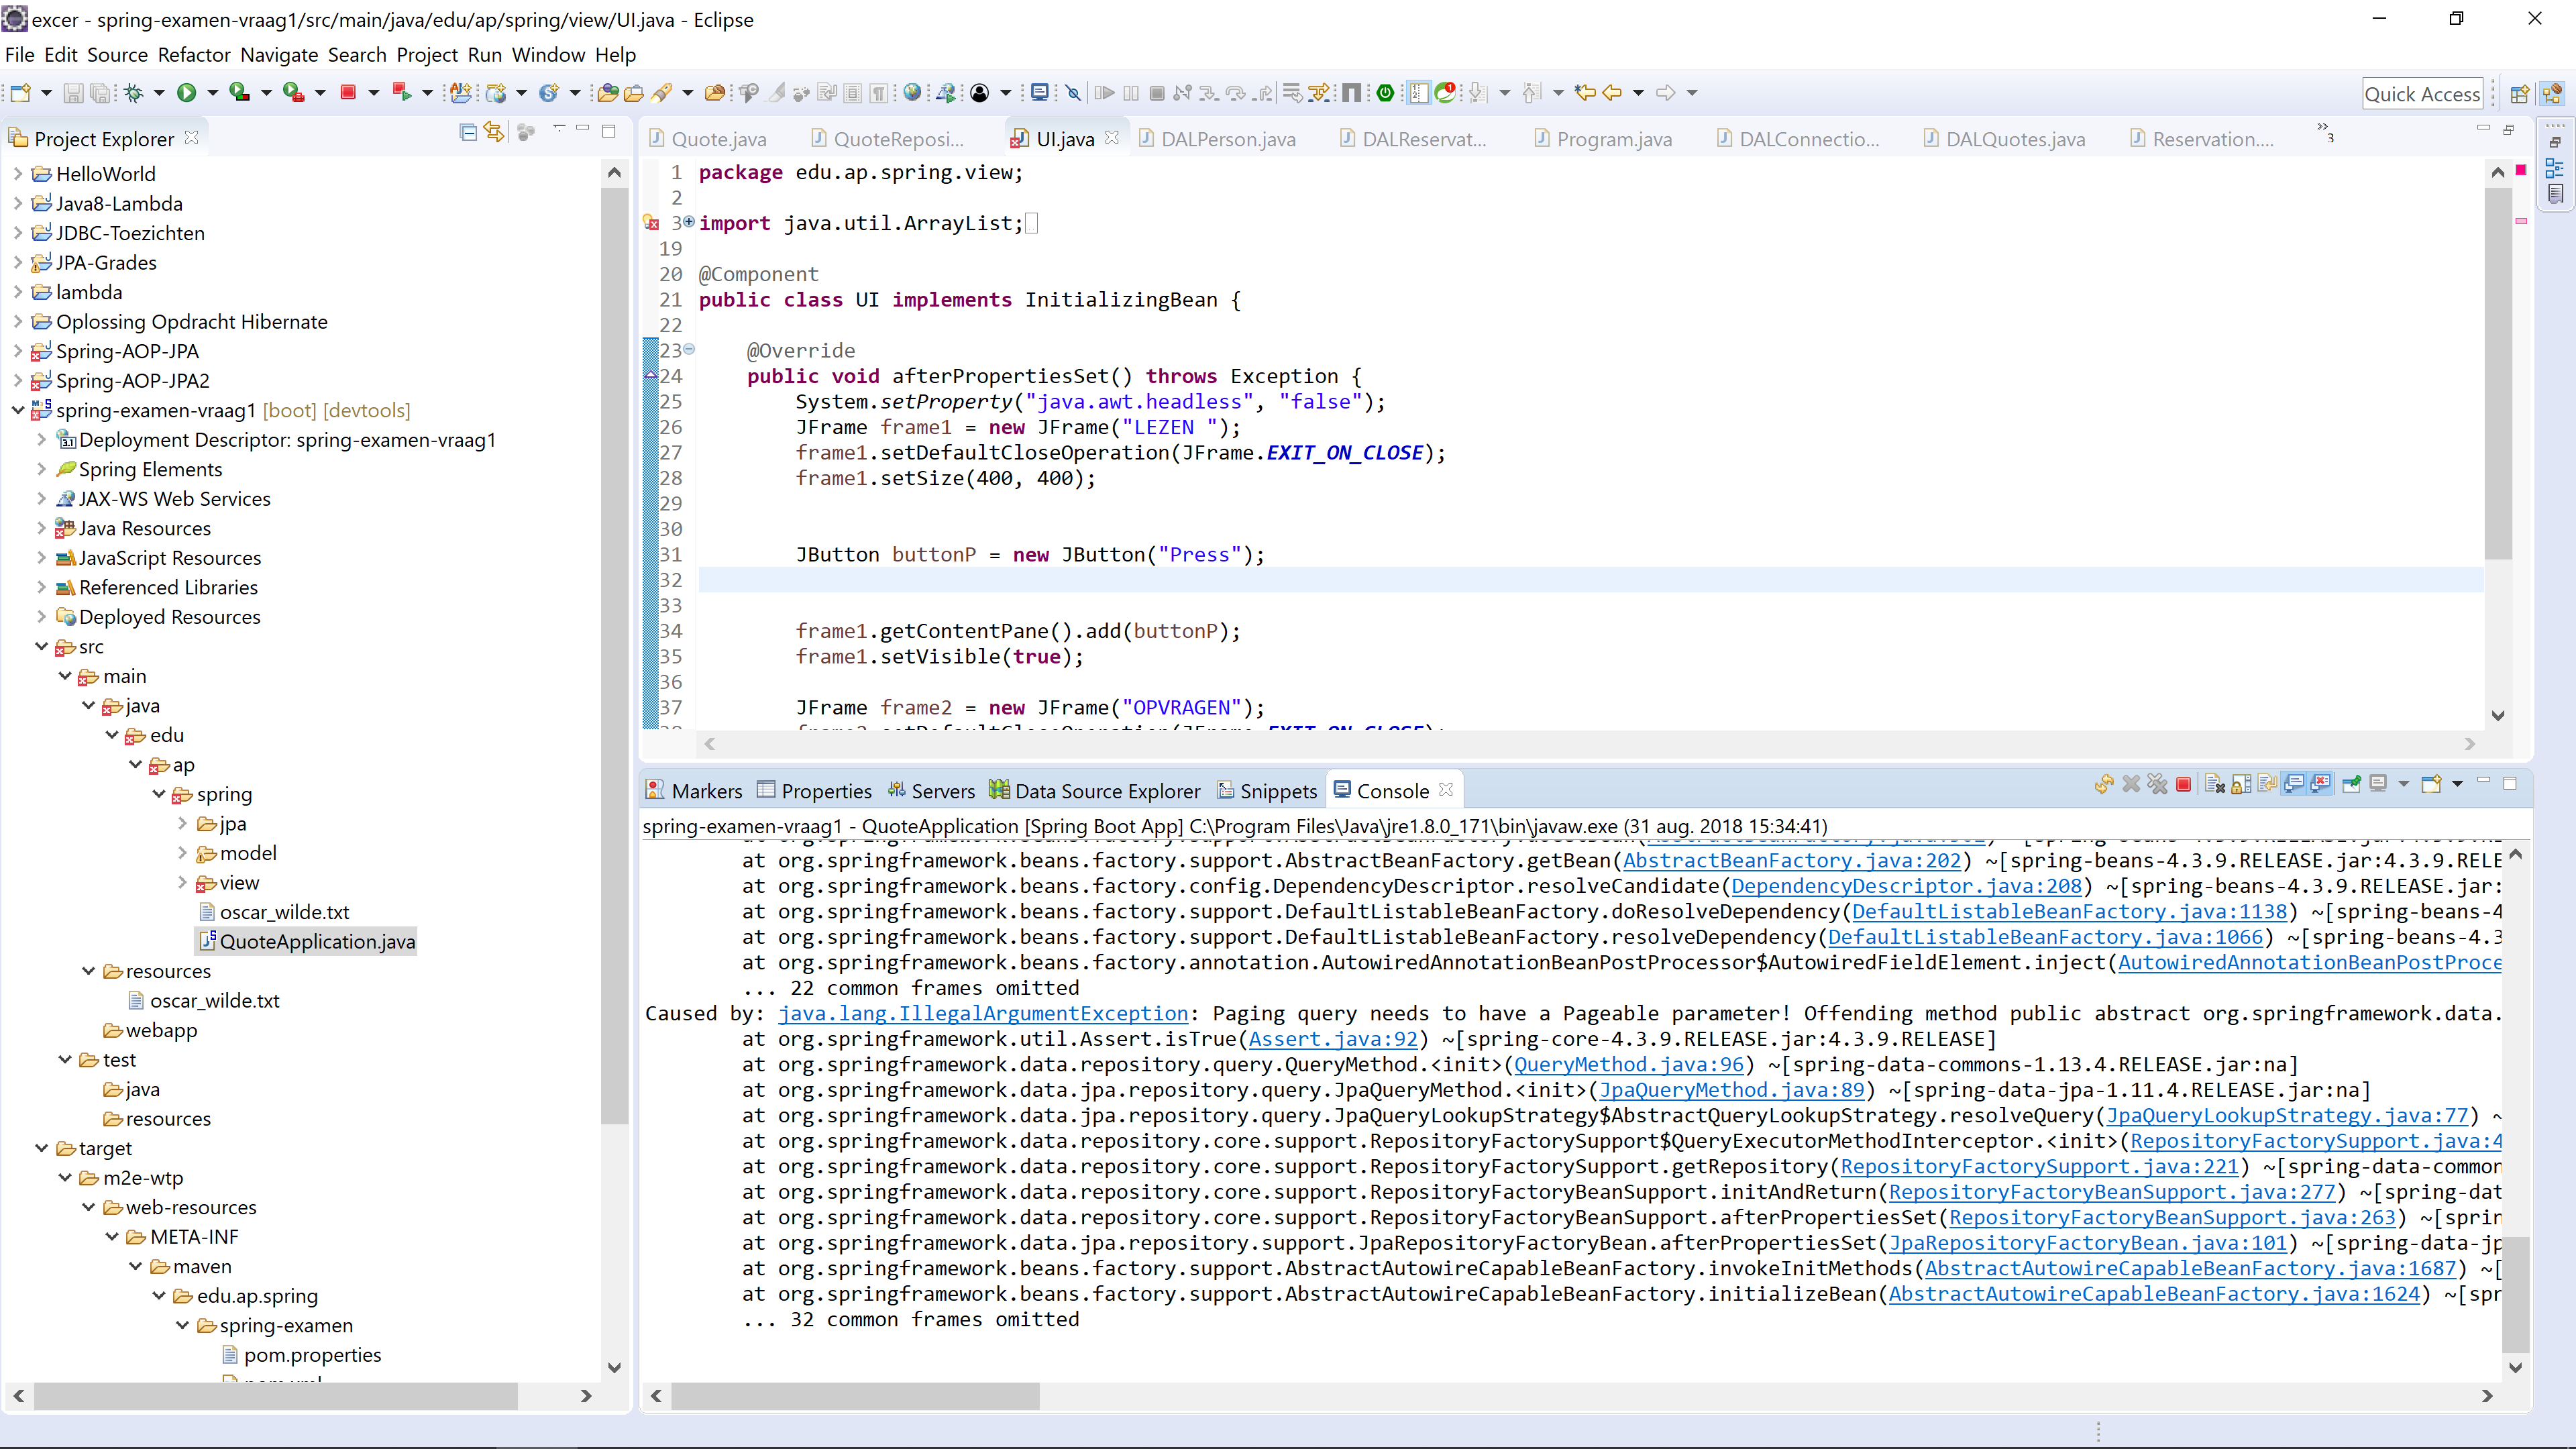 excer - spring-examen-vraag1/src/main/java/edu/ap/spring/view/UI.java - Eclipse
File Edit Source Refactor Navigate Search Project Run Window Help
Quick Access
Project Explorer
HelloWorld
Java8-Lambda
JDBC-Toezichten
JPA-Grades
lambda
Oplossing Opdracht Hibernate
Spring-AOP-JPA
Spring-AOP-JPA2
spring-examen-vraag1 [boot] [devtools]
Deployment Descriptor: spring-examen-vraag1
Spring Elements
JAX-WS Web Services
Java Resources
JavaScript Resources
Referenced Libraries
Deployed Resources
src
main
java
edu
ap
spring
jpa
model
view
oscar_wilde.txt
QuoteApplication.java
resources
oscar_wilde.txt
webapp
test
java
resources
target
m2e-wtp
web-resources
META-INF
maven
edu.ap.spring
spring-examen
pom.properties
Quote.java QuoteReposi... UI.java DALPerson.java DALReservat... Program.java DALConnectio... DALQuotes.java Reservation.... »3
1 package edu.ap.spring.view;
2
3 import java.util.ArrayList;
19
20 @Component
21 public class UI implements InitializingBean {
22
23 @Override
24 public void afterPropertiesSet() throws Exception {
25 System.setProperty("java.awt.headless", "false");
26 JFrame frame1 = new JFrame("LEZEN ");
27 frame1.setDefaultCloseOperation(JFrame.EXIT_ON_CLOSE);
28 frame1.setSize(400, 400);
29
30
31 JButton buttonP = new JButton("Press");
32
33
34 frame1.getContentPane().add(buttonP);
35 frame1.setVisible(true);
36
37 JFrame frame2 = new JFrame("OPVRAGEN");
Markers Properties Servers Data Source Explorer Snippets Console
spring-examen-vraag1 - QuoteApplication [Spring Boot App] C:\Program Files\Java\jre1.8.0_171\bin\javaw.exe (31 aug. 2018 15:34:41)
at org.springframework.beans.factory.support.AbstractBeanFactory.getBean(AbstractBeanFactory.java:202) ~[spring-beans-4.3.9.RELEASE.jar:4.3.9.RELE
at org.springframework.beans.factory.config.DependencyDescriptor.resolveCandidate(DependencyDescriptor.java:208) ~[spring-beans-4.3.9.RELEASE.jar:
at org.springframework.beans.factory.support.DefaultListableBeanFactory.doResolveDependency(DefaultListableBeanFactory.java:1138) ~[spring-beans-4
at org.springframework.beans.factory.support.DefaultListableBeanFactory.resolveDependency(DefaultListableBeanFactory.java:1066) ~[spring-beans-4.3
at org.springframework.beans.factory.annotation.AutowiredAnnotationBeanPostProcessor$AutowiredFieldElement.inject(AutowiredAnnotationBeanPostProce
... 22 common frames omitted
Caused by: java.lang.IllegalArgumentException: Paging query needs to have a Pageable parameter! Offending method public abstract org.springframework.data.
at org.springframework.util.Assert.isTrue(Assert.java:92) ~[spring-core-4.3.9.RELEASE.jar:4.3.9.RELEASE]
at org.springframework.data.repository.query.QueryMethod.<init>(QueryMethod.java:96) ~[spring-data-commons-1.13.4.RELEASE.jar:na]
at org.springframework.data.jpa.repository.query.JpaQueryMethod.<init>(JpaQueryMethod.java:89) ~[spring-data-jpa-1.11.4.RELEASE.jar:na]
at org.springframework.data.jpa.repository.query.JpaQueryLookupStrategy$AbstractQueryLookupStrategy.resolveQuery(JpaQueryLookupStrategy.java:77) ~
at org.springframework.data.repository.core.support.RepositoryFactorySupport$QueryExecutorMethodInterceptor.<init>(RepositoryFactorySupport.java:4
at org.springframework.data.repository.core.support.RepositoryFactorySupport.getRepository(RepositoryFactorySupport.java:221) ~[spring-data-common
at org.springframework.data.repository.core.support.RepositoryFactoryBeanSupport.initAndReturn(RepositoryFactoryBeanSupport.java:277) ~[spring-dat
at org.springframework.data.repository.core.support.RepositoryFactoryBeanSupport.afterPropertiesSet(RepositoryFactoryBeanSupport.java:263) ~[sprin
at org.springframework.data.jpa.repository.support.JpaRepositoryFactoryBean.afterPropertiesSet(JpaRepositoryFactoryBean.java:101) ~[spring-data-jp
at org.springframework.beans.factory.support.AbstractAutowireCapableBeanFactory.invokeInitMethods(AbstractAutowireCapableBeanFactory.java:1687) ~[
at org.springframework.beans.factory.support.AbstractAutowireCapableBeanFactory.initializeBean(AbstractAutowireCapableBeanFactory.java:1624) ~[spr
... 32 common frames omitted